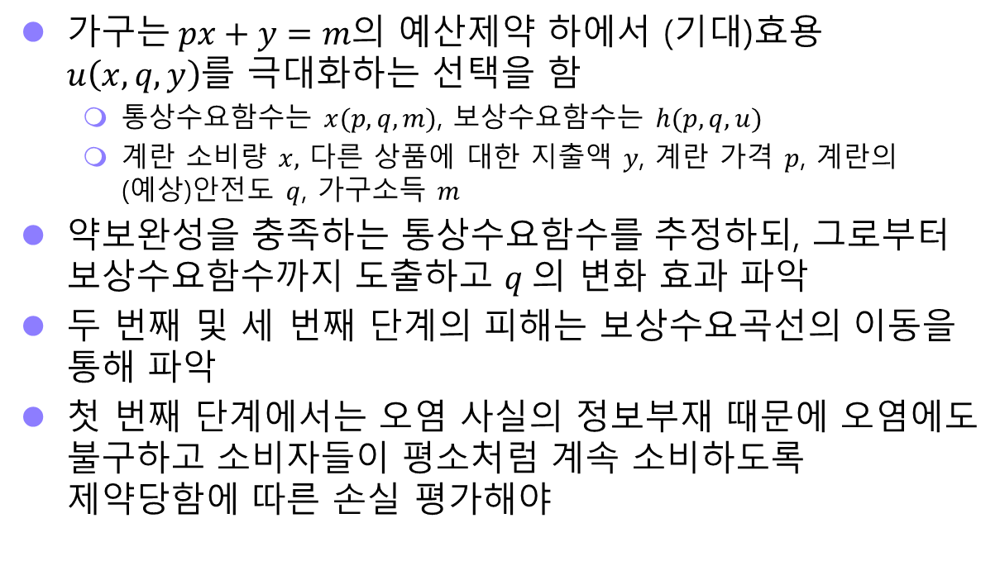 가구는 px + y = m의 예산제약 하에서 (기대)효용
u(x, q, y)를 극대화하는 선택을 함
통상수요함수는 x(p, q, m), 보상수요함수는 h(p, q, u)
계란 소비량 x, 다른 상품에 대한 지출액 y, 계란 가격 p, 계란의
(예상)안전도 q, 가구소득 m
약보완성을 충족하는 통상수요함수를 추정하되, 그로부터
보상수요함수까지 도출하고 q 의 변화 효과 파악
두 번째 및 세 번째 단계의 피해는 보상수요곡선의 이동을
통해 파악
첫 번째 단계에서는 오염 사실의 정보부재 때문에 오염에도
불구하고 소비자들이 평소처럼 계속 소비하도록
제약당함에 따른 손실 평가해야